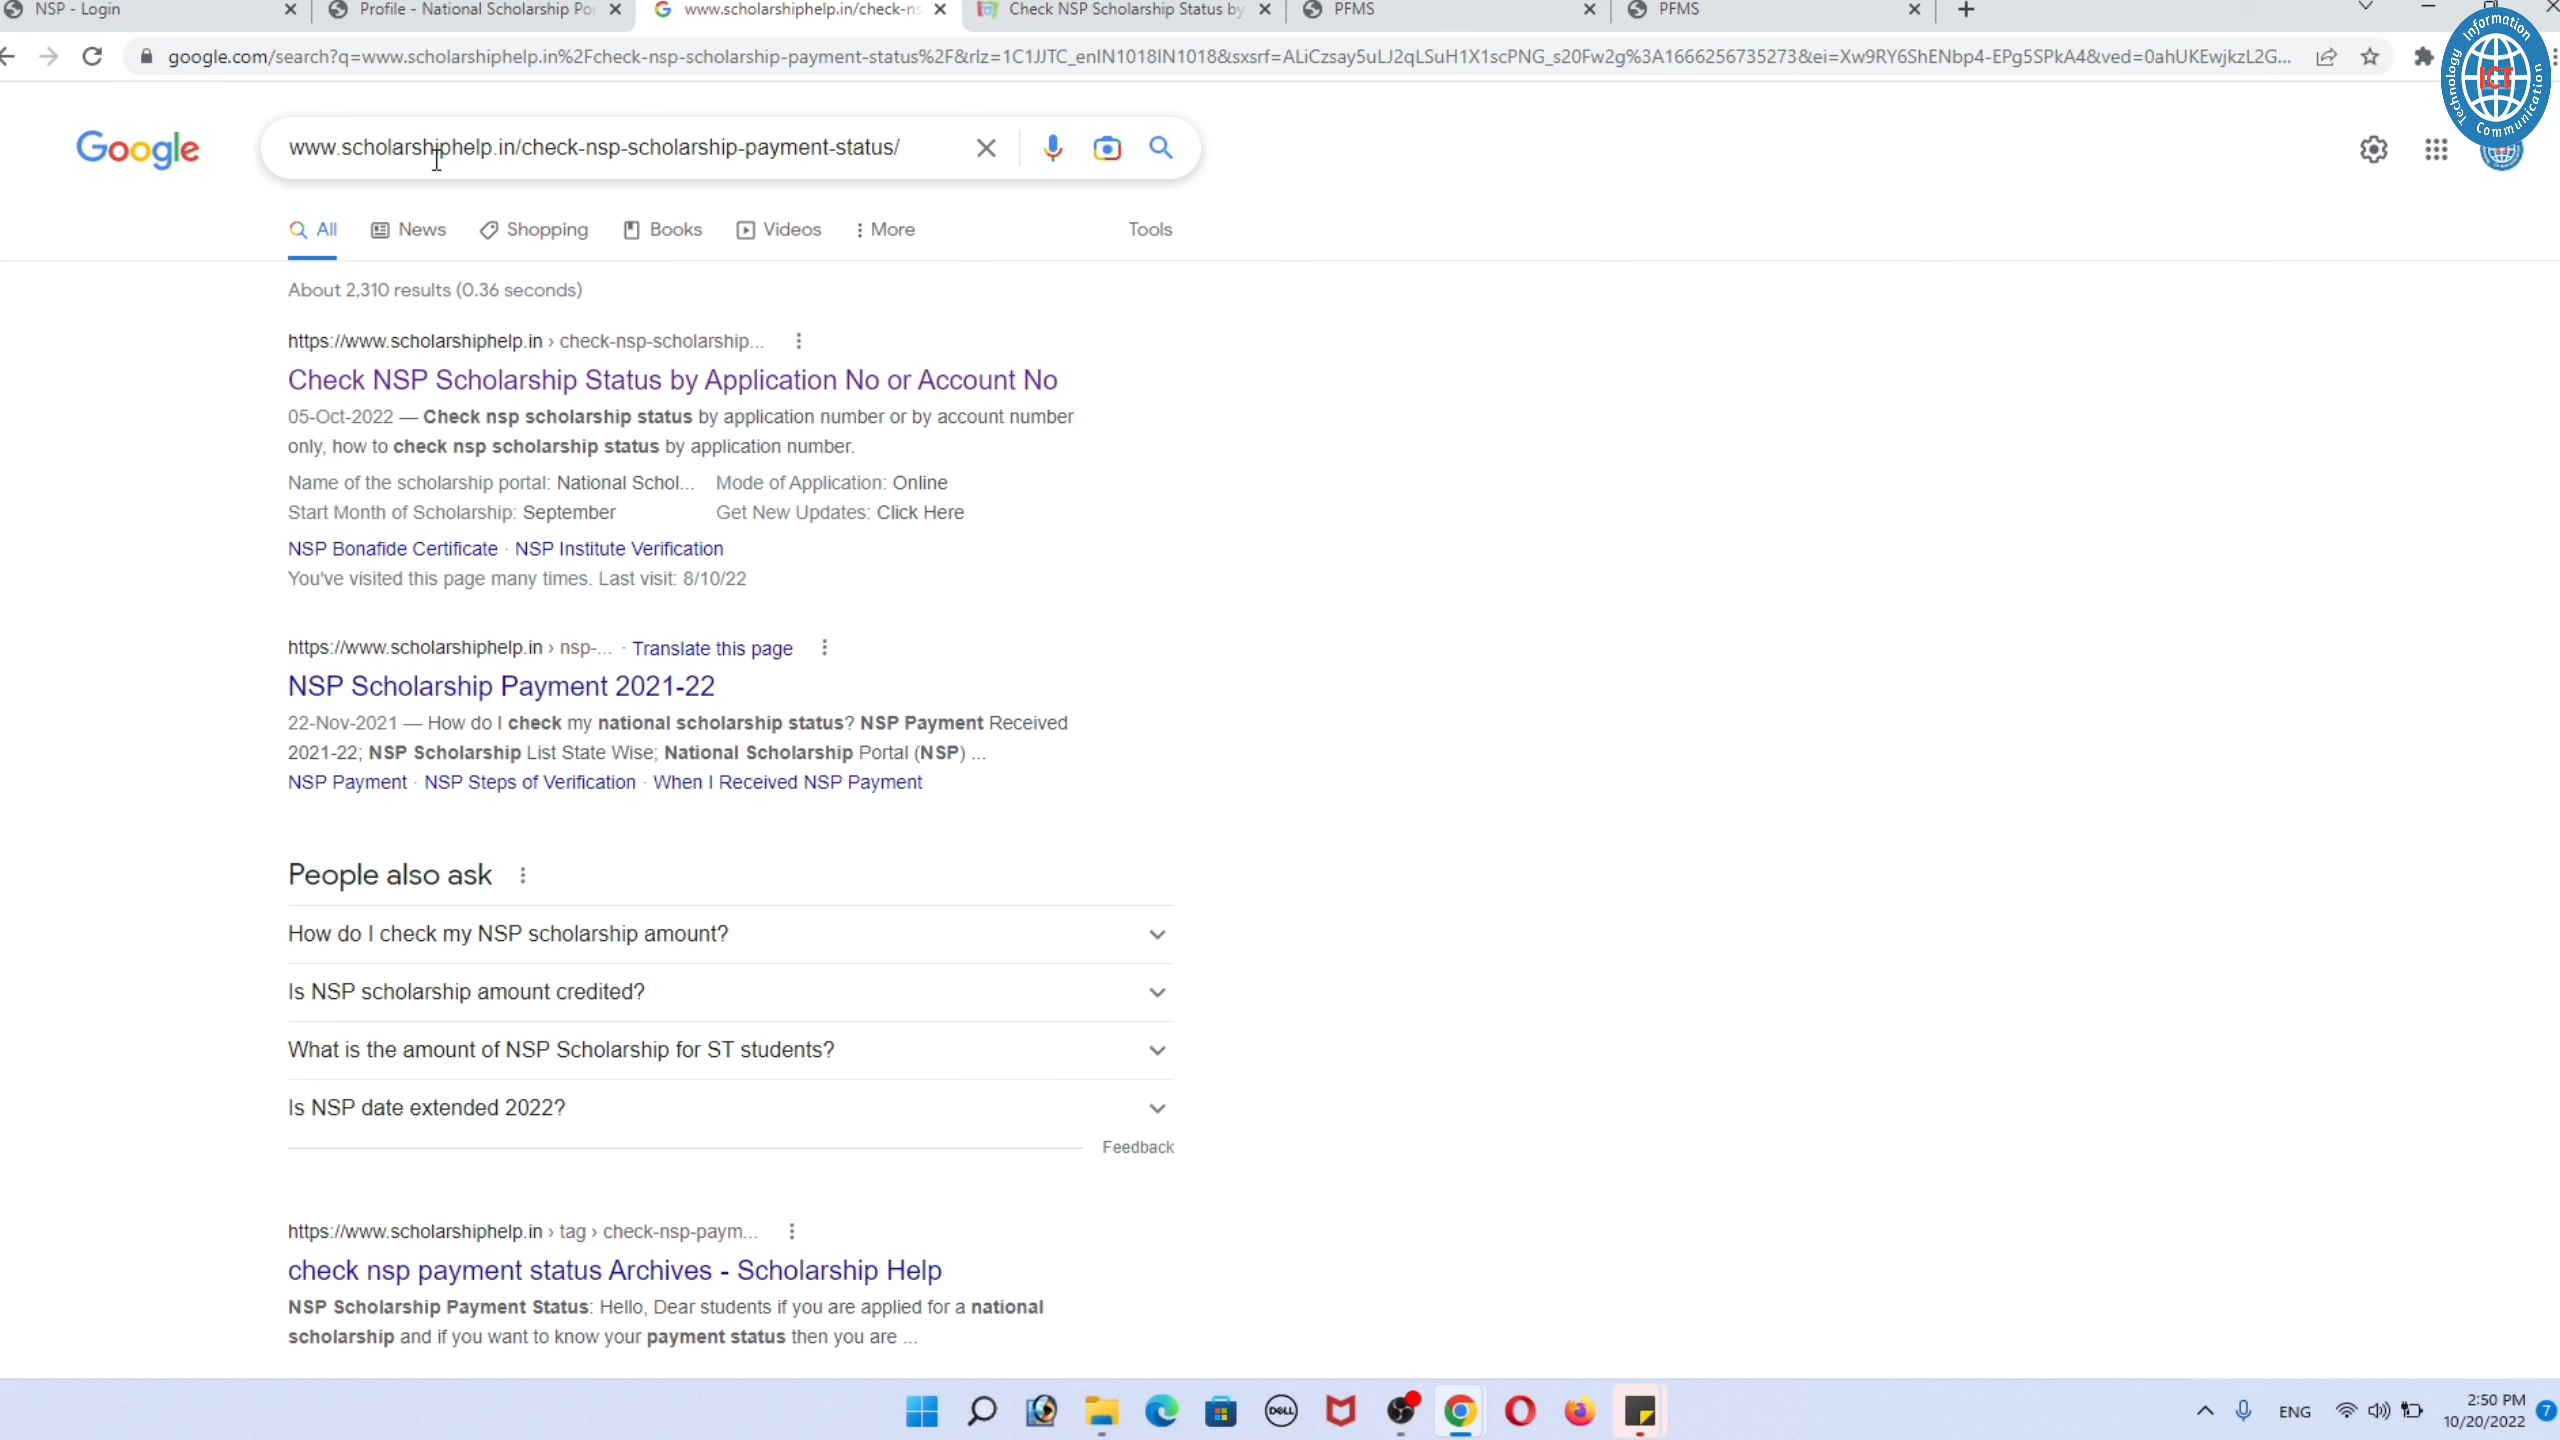 NSP - Login
Profile - National Scholarship Por
www.scholarshiphelp.in/check-ns
Check NSP Scholarship Status by
PFMS
PFMS
google.com/search?q=www.scholarshiphelp.in%2Fcheck-nsp-scholarship-payment-status%2F&rlz=1C1JJTC_enIN1018IN1018&sxsrf=ALiCzsay5uLJ2qLSuH1X1scPNG_s20Fw2g%3A1666256735273&ei=Xw9RY6ShENbp4-EPg5SPkA4&ved=0ahUKEwjkzL2G...
Information
ICT
Technology
Communication
Google
www.scholarshiphelp.in/check-nsp-scholarship-payment-status/
All
News
Shopping
Books
Videos
More
Tools
About 2,310 results (0.36 seconds)
https://www.scholarshiphelp.in › check-nsp-scholarship...
Check NSP Scholarship Status by Application No or Account No
05-Oct-2022 — Check nsp scholarship status by application number or by account number
only, how to check nsp scholarship status by application number.
Name of the scholarship portal: National Schol... Mode of Application: Online
Start Month of Scholarship: September Get New Updates: Click Here
NSP Bonafide Certificate · NSP Institute Verification
You've visited this page many times. Last visit: 8/10/22
https://www.scholarshiphelp.in › nsp-... · Translate this page
NSP Scholarship Payment 2021-22
22-Nov-2021 — How do I check my national scholarship status? NSP Payment Received
2021-22; NSP Scholarship List State Wise; National Scholarship Portal (NSP) ...
NSP Payment · NSP Steps of Verification · When I Received NSP Payment
People also ask
How do I check my NSP scholarship amount?
Is NSP scholarship amount credited?
What is the amount of NSP Scholarship for ST students?
Is NSP date extended 2022?
Feedback
https://www.scholarshiphelp.in › tag › check-nsp-paym...
check nsp payment status Archives - Scholarship Help
NSP Scholarship Payment Status: Hello, Dear students if you are applied for a national
scholarship and if you want to know your payment status then you are ...
DELL
ENG
2:50 PM
10/20/2022
7